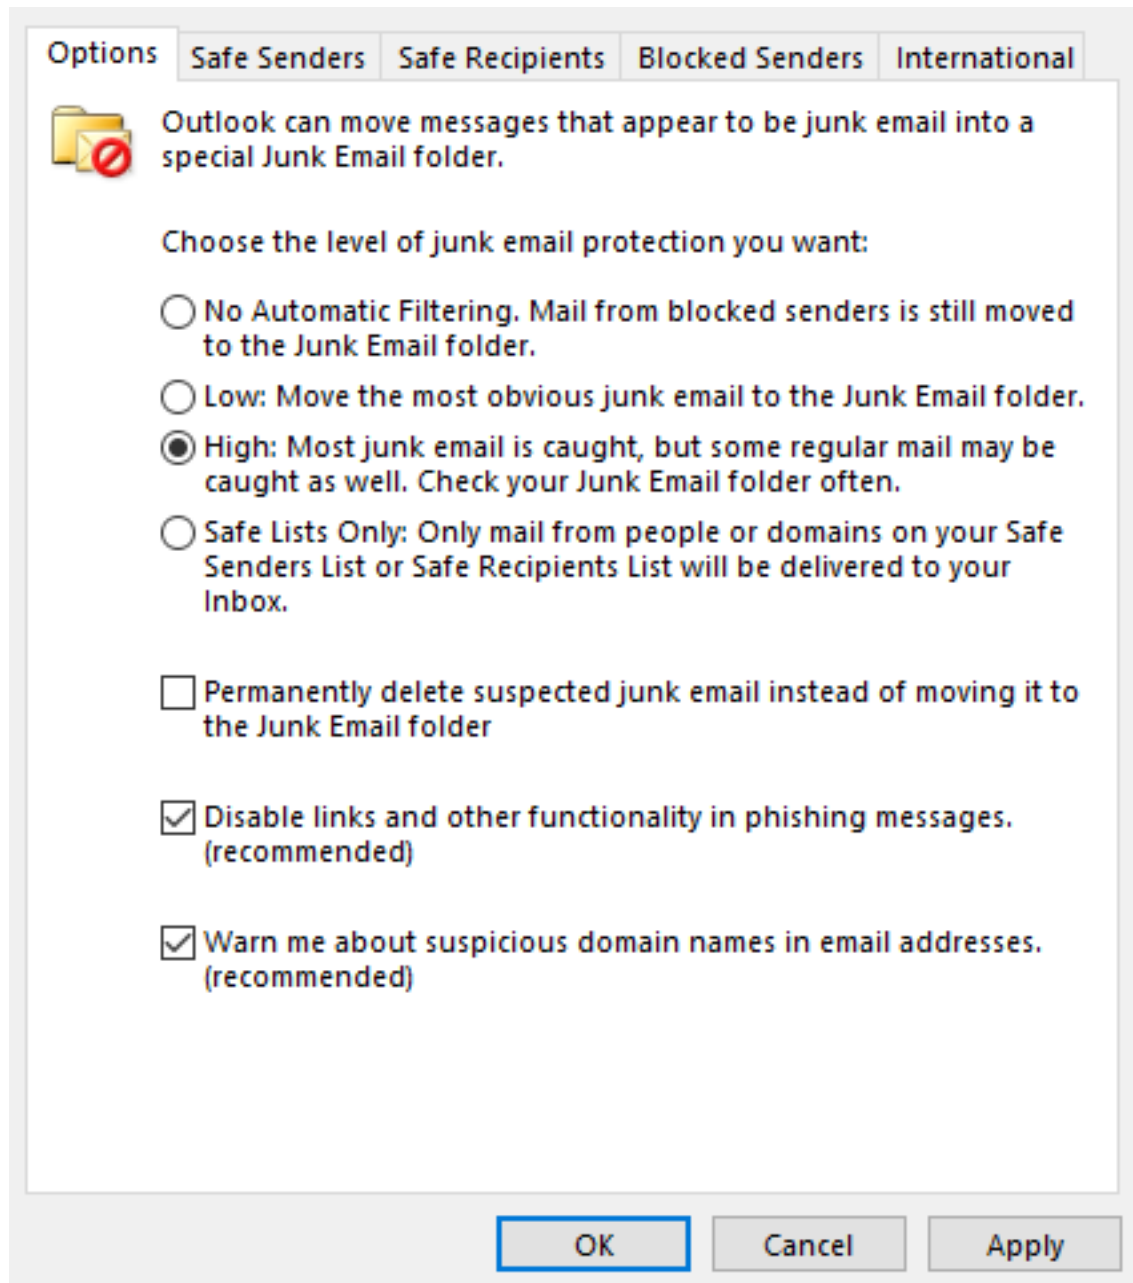 Options Safe Senders Safe Recipients Blocked Senders International
Outlook can move messages that appear to be junk email into a
special Junk Email folder.
Choose the level of junk email protection you want:
No Automatic Filtering. Mail from blocked senders is still moved
to the Junk Email folder.
Low: Move the most obvious junk email to the Junk Email folder.
High: Most junk email is caught, but some regular mail may be
caught as well. Check your Junk Email folder often.
Safe Lists Only: Only mail from people or domains on your Safe
Senders List or Safe Recipients List will be delivered to your
Inbox.
Permanently delete suspected junk email instead of moving it to
the Junk Email folder
Disable links and other functionality in phishing messages.
(recommended)
Warn me about suspicious domain names in email addresses.
(recommended)
OK Cancel Apply